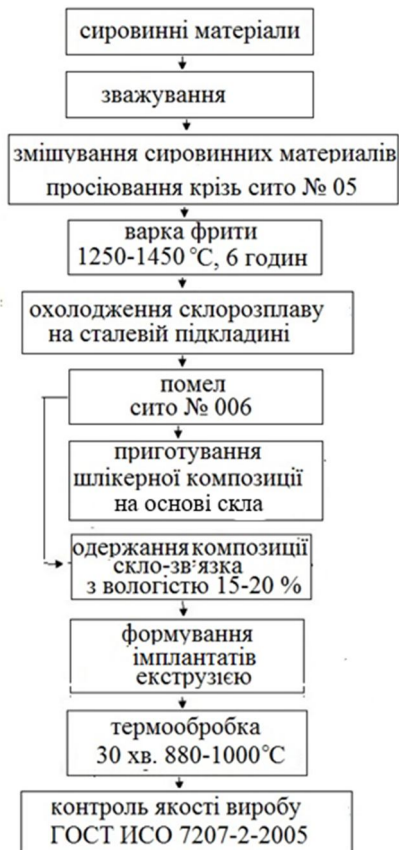 сировинні матеріали
зважування
змішування сировинних материалів
просіювання крізь сито № 05
варка фрити
1250-1450 °C, 6 годин
охолодження склорозплаву
на сталевій підкладині
помел
сито № 006
приготування
шлікерної композиції
на основі скла
одержання композиції
скло-зв'язка
з вологістю 15-20 %
формування
імплантатів
екструзією
термообробка
30 хв. 880-1000°C
контроль якості виробу
ГОСТ ИСО 7207-2-2005